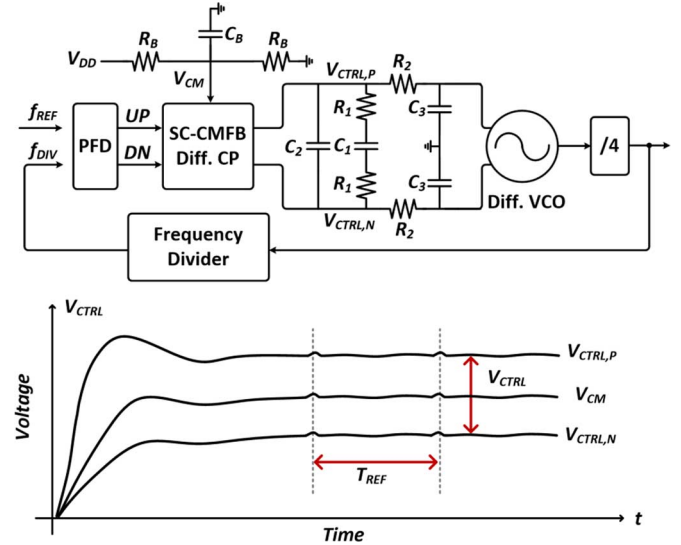 C_B
V_DD R_B R_B
V_CM
V_CTRL,P R_2
f_REF UP R_1 C_3
PFD SC-CMFB Diff. CP C_2 C_1 /4
f_DIV DN R_1 C_3
Diff. VCO
V_CTRL,N R_2
Frequency
Divider
V_CTRL
V_CTRL,P
V_CTRL
V_CM
V_CTRL,N
T_REF
Voltage
Time
t